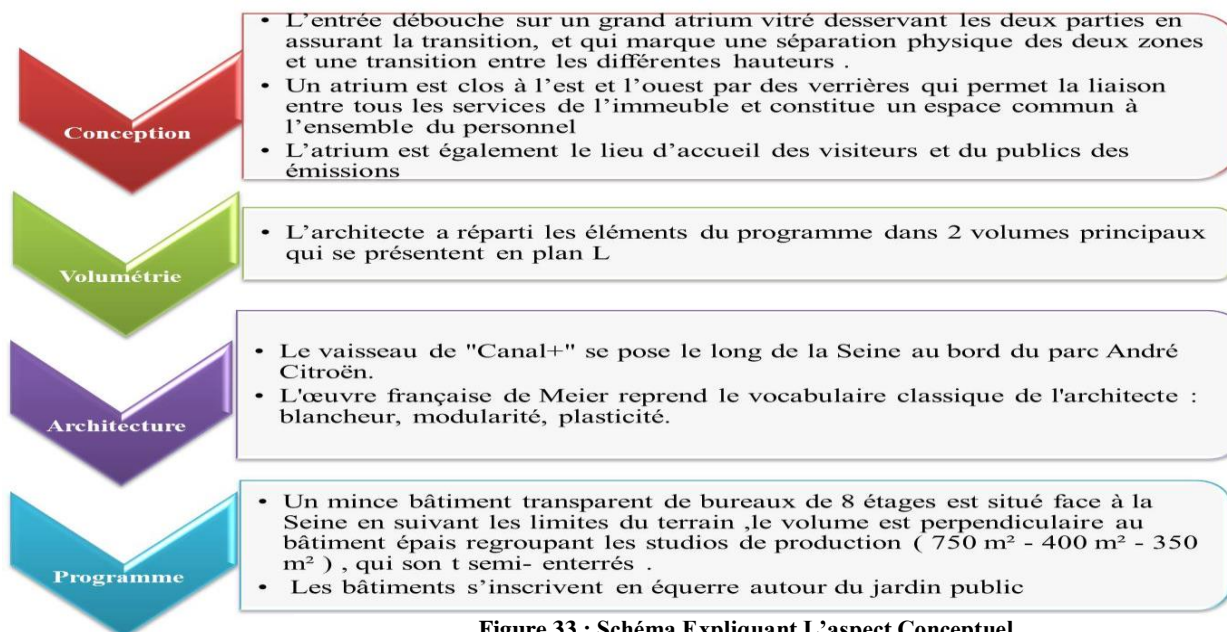 • L’entrée débouche sur un grand atrium vitré desservant les deux parties en
assurant la transition, et qui marque une séparation physique des deux zones
et une transition entre les différentes hauteurs .
• Un atrium est clos à l’est et l’ouest par des verrières qui permet la liaison
entre tous les services de l’immeuble et constitue un espace commun à
l’ensemble du personnel
• L’atrium est également le lieu d’accueil des visiteurs et du publics des
émissions
Conception
• L’architecte a réparti les éléments du programme dans 2 volumes principaux
qui se présentent en plan L
Volumétrie
• Le vaisseau de "Canal+" se pose le long de la Seine au bord du parc André
Citroën.
• L'œuvre française de Meier reprend le vocabulaire classique de l'architecte :
blancheur, modularité, plasticité.
Architecture
• Un mince bâtiment transparent de bureaux de 8 étages est situé face à la
Seine en suivant les limites du terrain ,le volume est perpendiculaire au
bâtiment épais regroupant les studios de production ( 750 m² - 400 m² - 350
m² ) , qui son t semi- enterrés .
• Les bâtiments s’inscrivent en équerre autour du jardin public
Programme
Figure 33 : Schéma Expliquant L’aspect Conceptuel